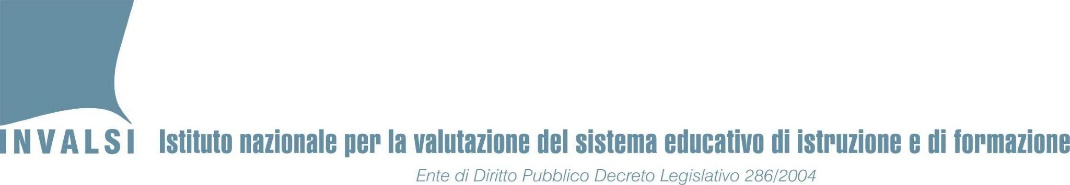 INVALSI Istituto nazionale per la valutazione del sistema educativo di istruzione e di formazione
Ente di Diritto Pubblico Decreto Legislativo 286/2004